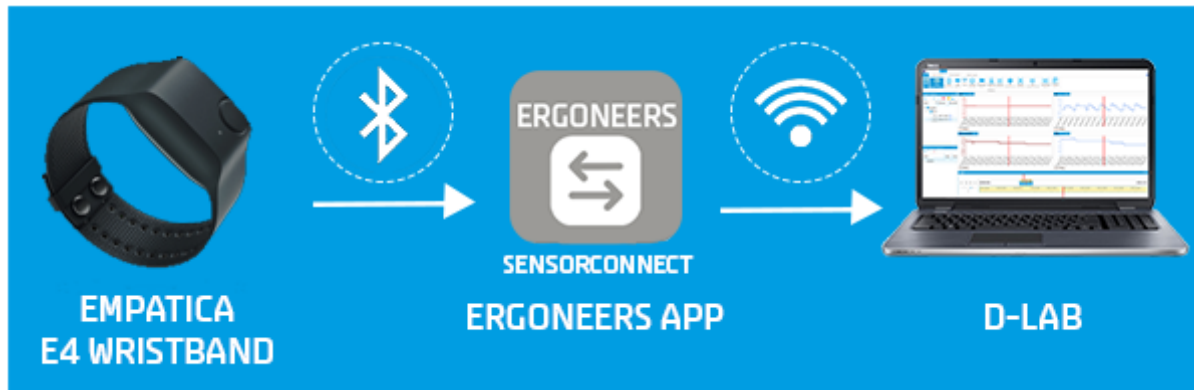 ERGONEERS
SENSORCONNECT
EMPATICA
E4 WRISTBAND
ERGONEERS APP
D-LAB